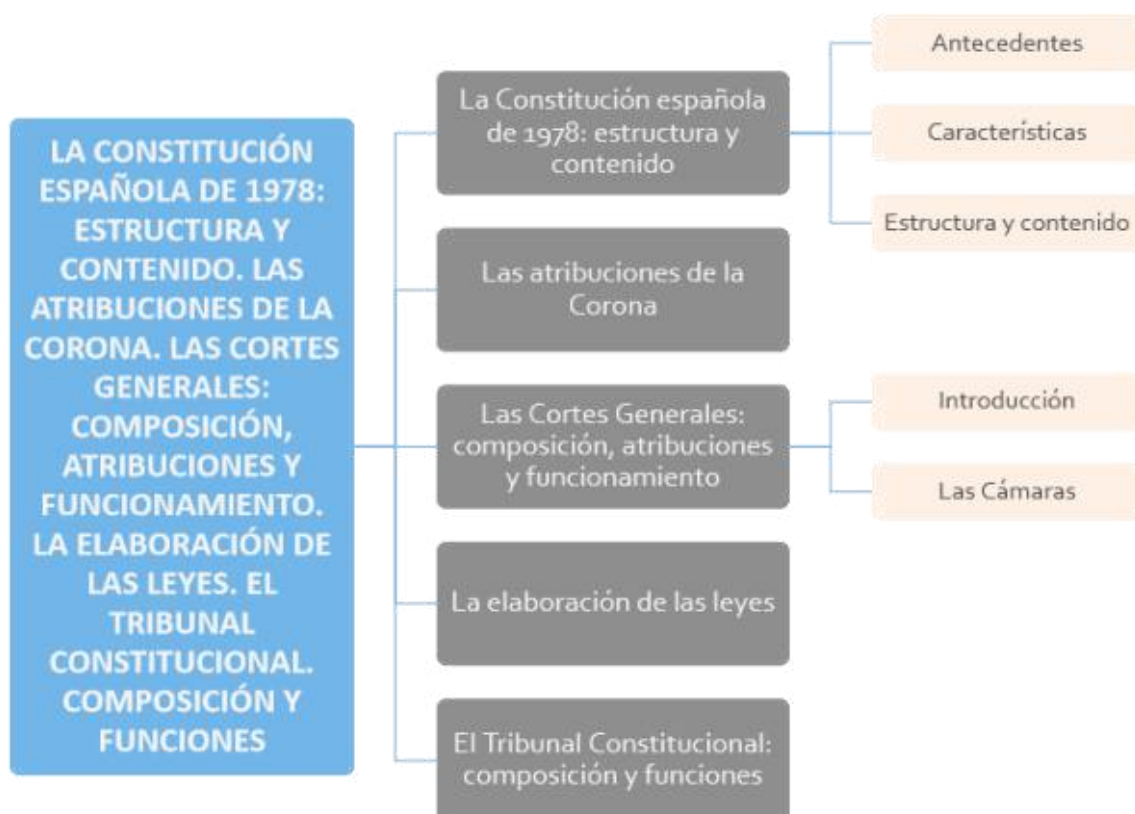 LA CONSTITUCIÓN
ESPAÑOLA DE 1978:
ESTRUCTURA Y
CONTENIDO. LAS
ATRIBUCIONES DE LA
CORONA. LAS CORTES
GENERALES:
COMPOSICIÓN,
ATRIBUCIONES Y
FUNCIONAMIENTO.
LA ELABORACIÓN DE
LAS LEYES. EL
TRIBUNAL
CONSTITUCIONAL.
COMPOSICIÓN Y
FUNCIONES
La Constitución española
de 1978: estructura y
contenido
Antecedentes
Características
Estructura y contenido
Las atribuciones de la
Corona
Las Cortes Generales:
composición, atribuciones
y funcionamiento
Introducción
Las Cámaras
La elaboración de las leyes
El Tribunal Constitucional:
composición y funciones